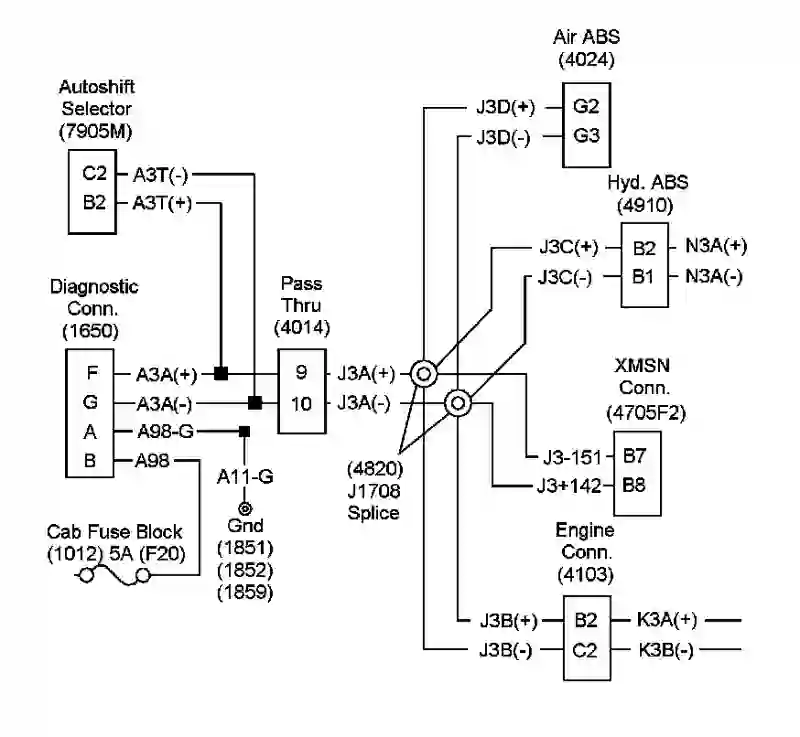 Air ABS
(4024)
J3D(+) G2
J3D(-) G3
Autoshift
Selector
(7905M)
C2 A3T(-)
B2 A3T(+)
Hyd. ABS
(4910)
J3C(+) B2 N3A(+)
J3C(-) B1 N3A(-)
Diagnostic
Conn.
(1650)
Pass
Thru
(4014)
F A3A(+) 9 J3A(+)
G A3A(-) 10 J3A(-)
A A98-G
B A98
A11-G
Gnd
(1851)
(1852)
(1859)
Cab Fuse Block
(1012) 5A (F20)
(4820)
J1708
Splice
XMSN
Conn.
(4705F2)
J3-151 B7
J3+142 B8
Engine
Conn.
(4103)
J3B(+) B2 K3A(+)
J3B(-) C2 K3B(-)